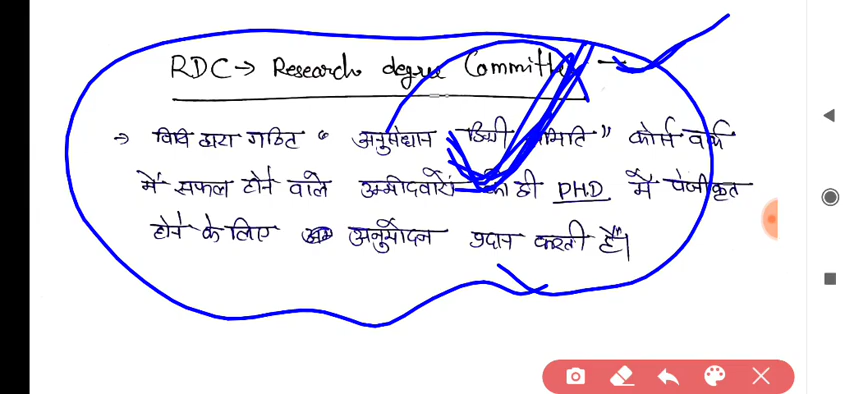 RDC → Research degree Committee →
→ विवि द्वारा गठित " अनुसंधान डिग्री समिति " कोर्स वर्क
में सफल होने वाले उम्मीदवारों को ही PHD में पंजीकृत
होने के लिए अनुमोदन प्रदान करती है"।